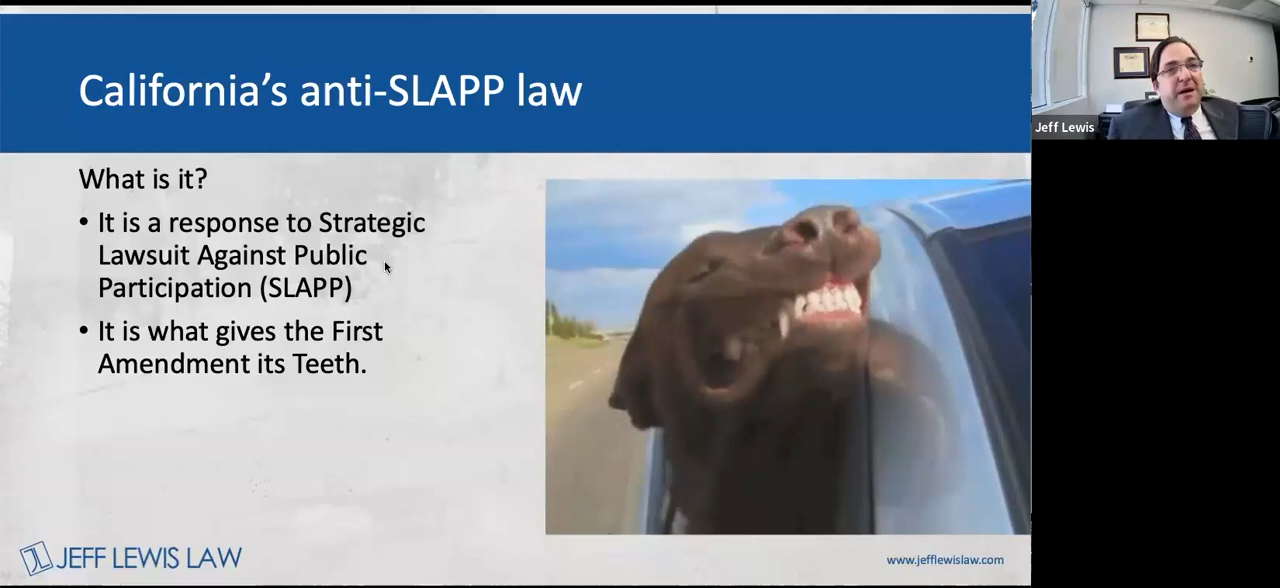 California’s anti-SLAPP law
What is it?
• It is a response to Strategic
Lawsuit Against Public
Participation (SLAPP)
• It is what gives the First
Amendment its Teeth.
JEFF LEWIS LAW
www.jefflewislaw.com
Jeff Lewis